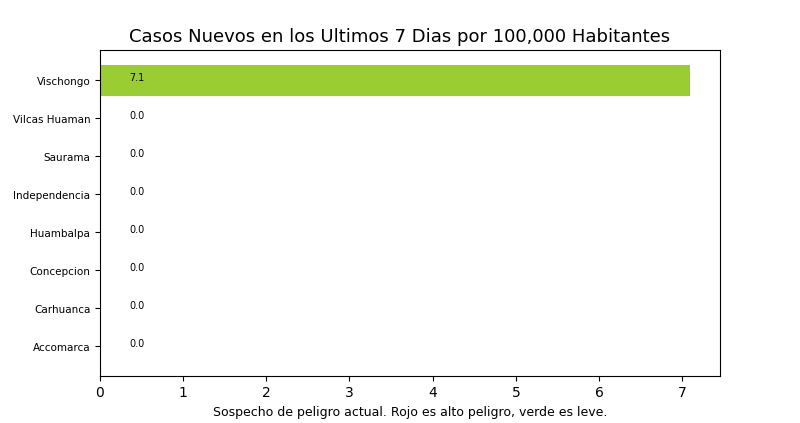 Casos Nuevos en los Ultimos 7 Dias por 100,000 Habitantes
Vischongo 7.1
Vilcas Huaman 0.0
Saurama 0.0
Independencia 0.0
Huambalpa 0.0
Concepcion 0.0
Carhuanca 0.0
Accomarca 0.0
0 1 2 3 4 5 6 7
Sospecho de peligro actual. Rojo es alto peligro, verde es leve.